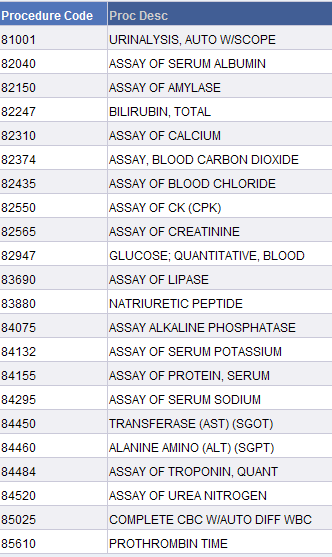 Procedure Code Proc Desc
81001 URINALYSIS, AUTO W/SCOPE
82040 ASSAY OF SERUM ALBUMIN
82150 ASSAY OF AMYLASE
82247 BILIRUBIN, TOTAL
82310 ASSAY OF CALCIUM
82374 ASSAY, BLOOD CARBON DIOXIDE
82435 ASSAY OF BLOOD CHLORIDE
82550 ASSAY OF CK (CPK)
82565 ASSAY OF CREATININE
82947 GLUCOSE; QUANTITATIVE, BLOOD
83690 ASSAY OF LIPASE
83880 NATRIURETIC PEPTIDE
84075 ASSAY ALKALINE PHOSPHATASE
84132 ASSAY OF SERUM POTASSIUM
84155 ASSAY OF PROTEIN, SERUM
84295 ASSAY OF SERUM SODIUM
84450 TRANSFERASE (AST) (SGOT)
84460 ALANINE AMINO (ALT) (SGPT)
84484 ASSAY OF TROPONIN, QUANT
84520 ASSAY OF UREA NITROGEN
85025 COMPLETE CBC W/AUTO DIFF WBC
85610 PROTHROMBIN TIME